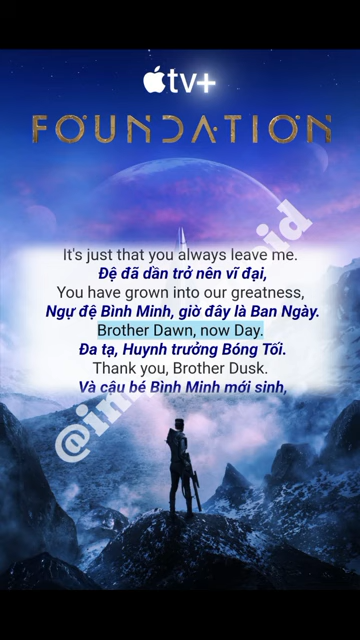 tv+
FOUNDATION
It's just that you always leave me.
Đệ đã dần trở nên vĩ đại,
You have grown into our greatness,
Ngự đệ Bình Minh, giờ đây là Ban Ngày.
Brother Dawn, now Day.
Đa tạ, Huynh trưởng Bóng Tối.
Thank you, Brother Dusk.
Và cậu bé Bình Minh mới sinh,